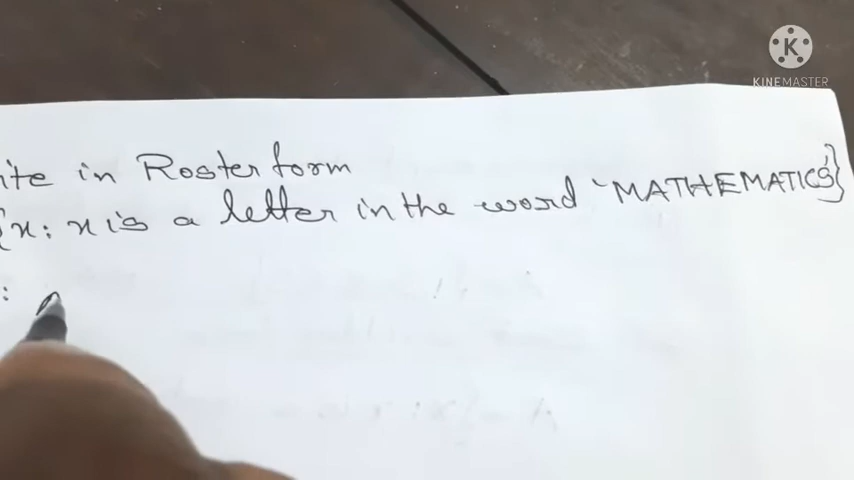 KINEMASTER
ite in Roster form
{x : x is a letter in the word 'MATHEMATICS'}
: